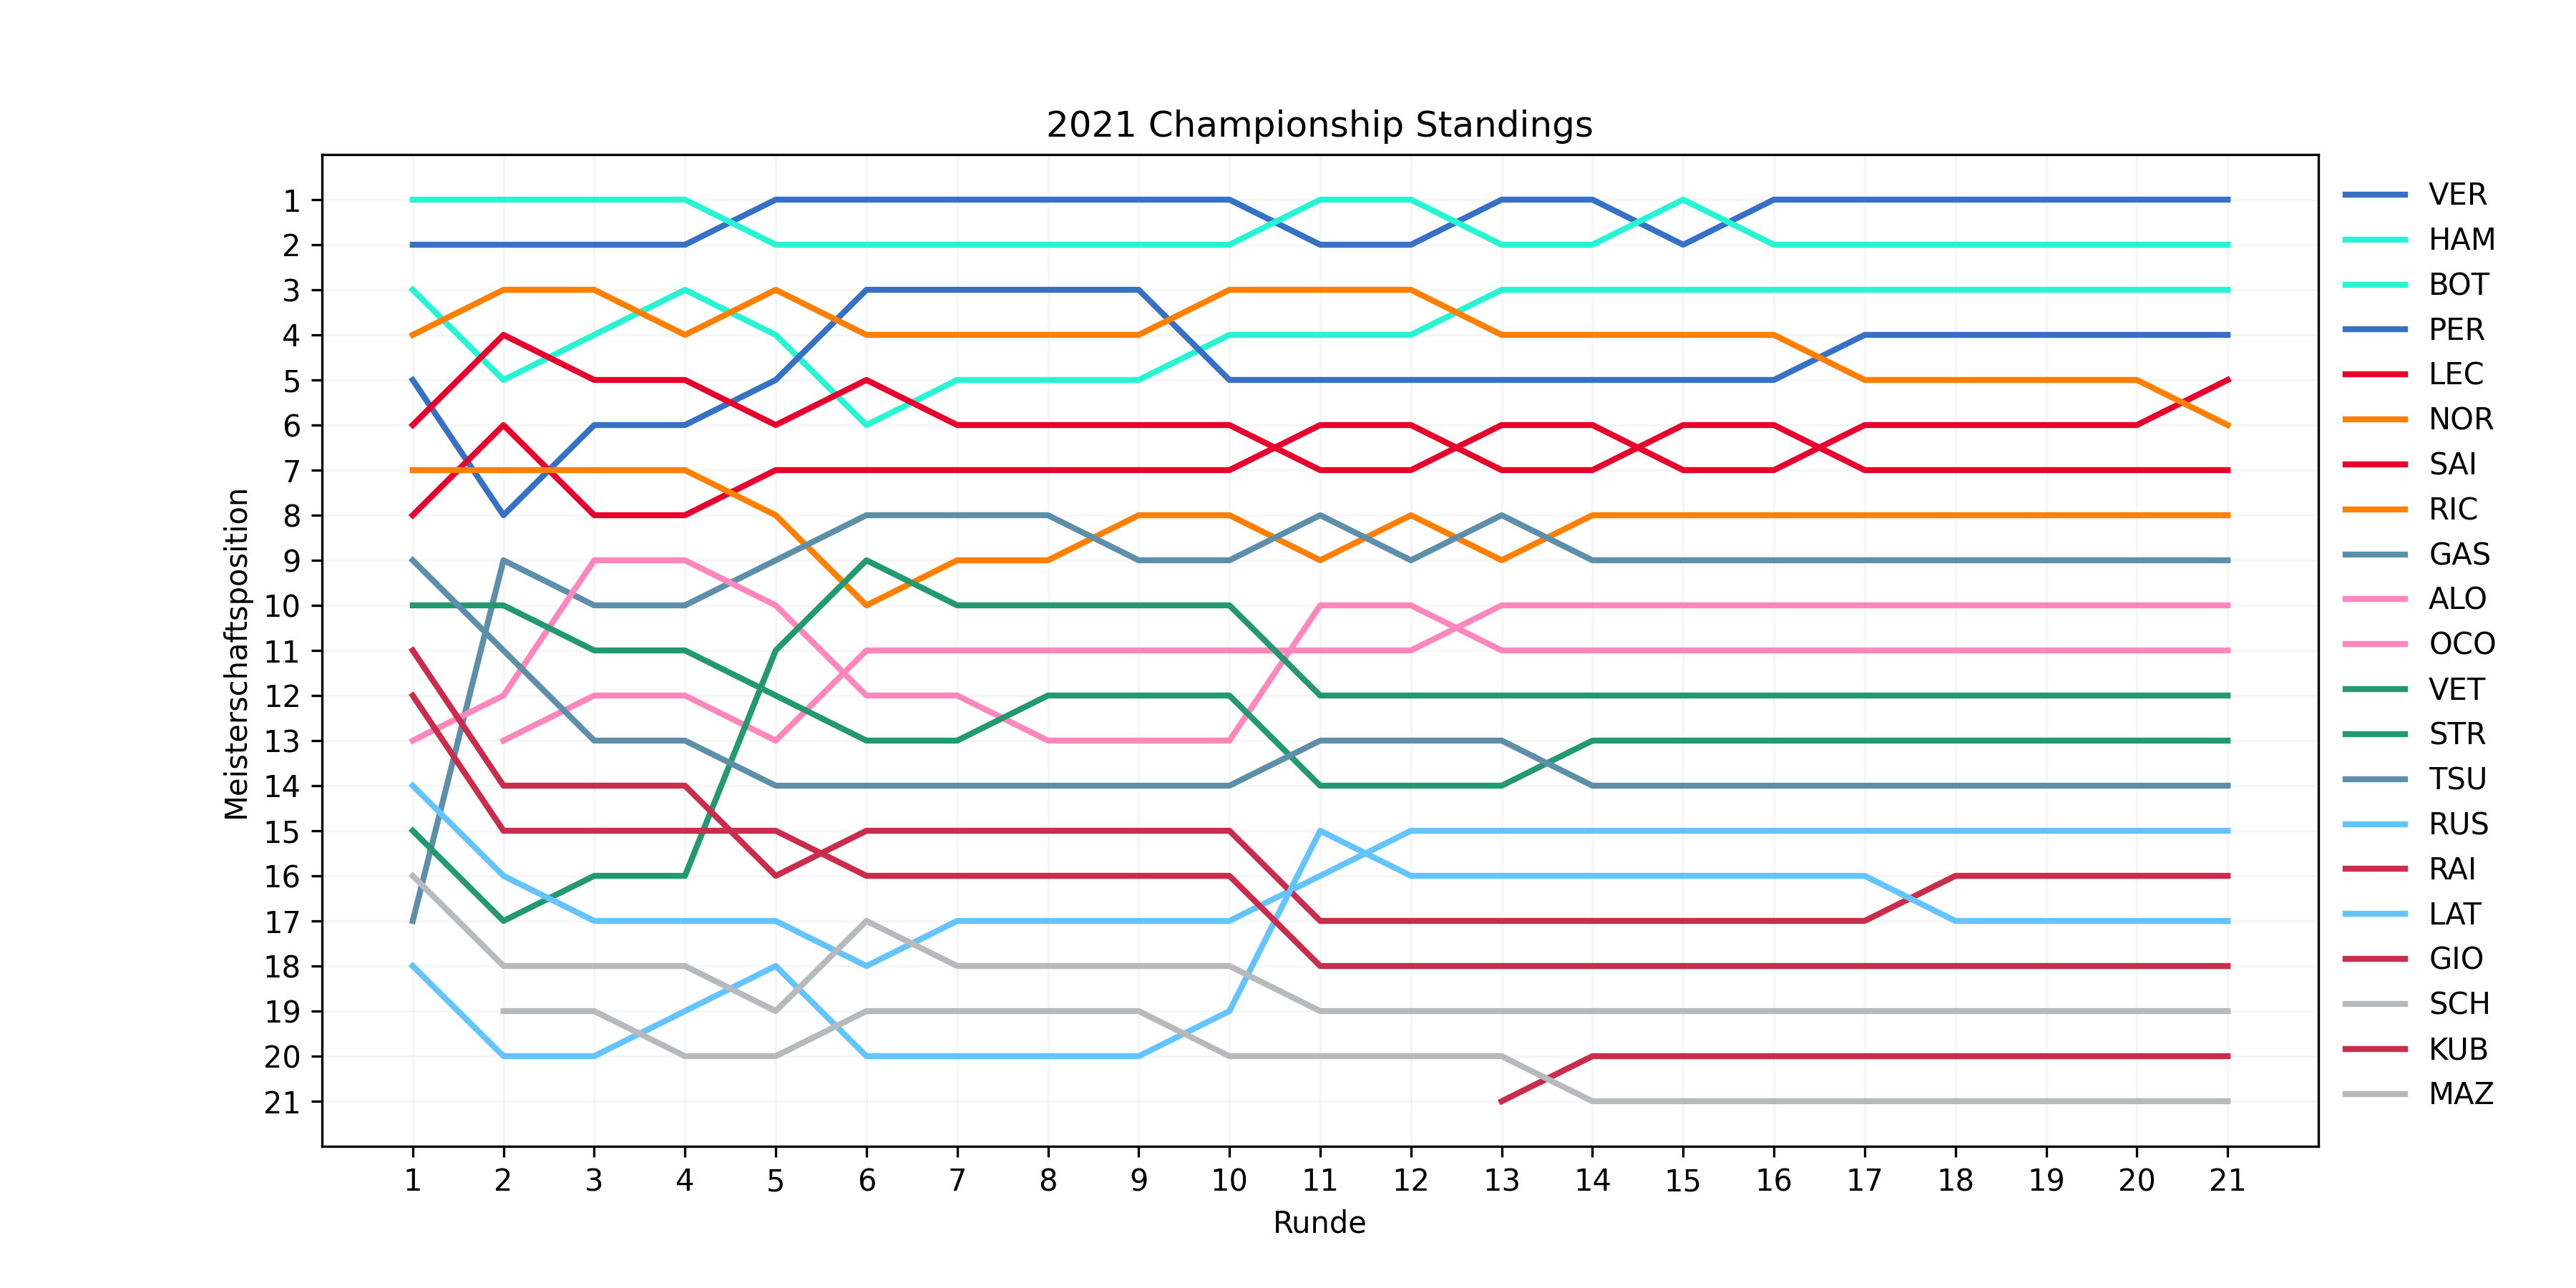 2021 Championship Standings
Meisterschaftsposition
1
2
3
4
5
6
7
8
9
10
11
12
13
14
15
16
17
18
19
20
21
1 2 3 4 5 6 7 8 9 10 11 12 13 14 15 16 17 18 19 20 21
Runde
VER
HAM
BOT
PER
LEC
NOR
SAI
RIC
GAS
ALO
OCO
VET
STR
TSU
RUS
RAI
LAT
GIO
SCH
KUB
MAZ